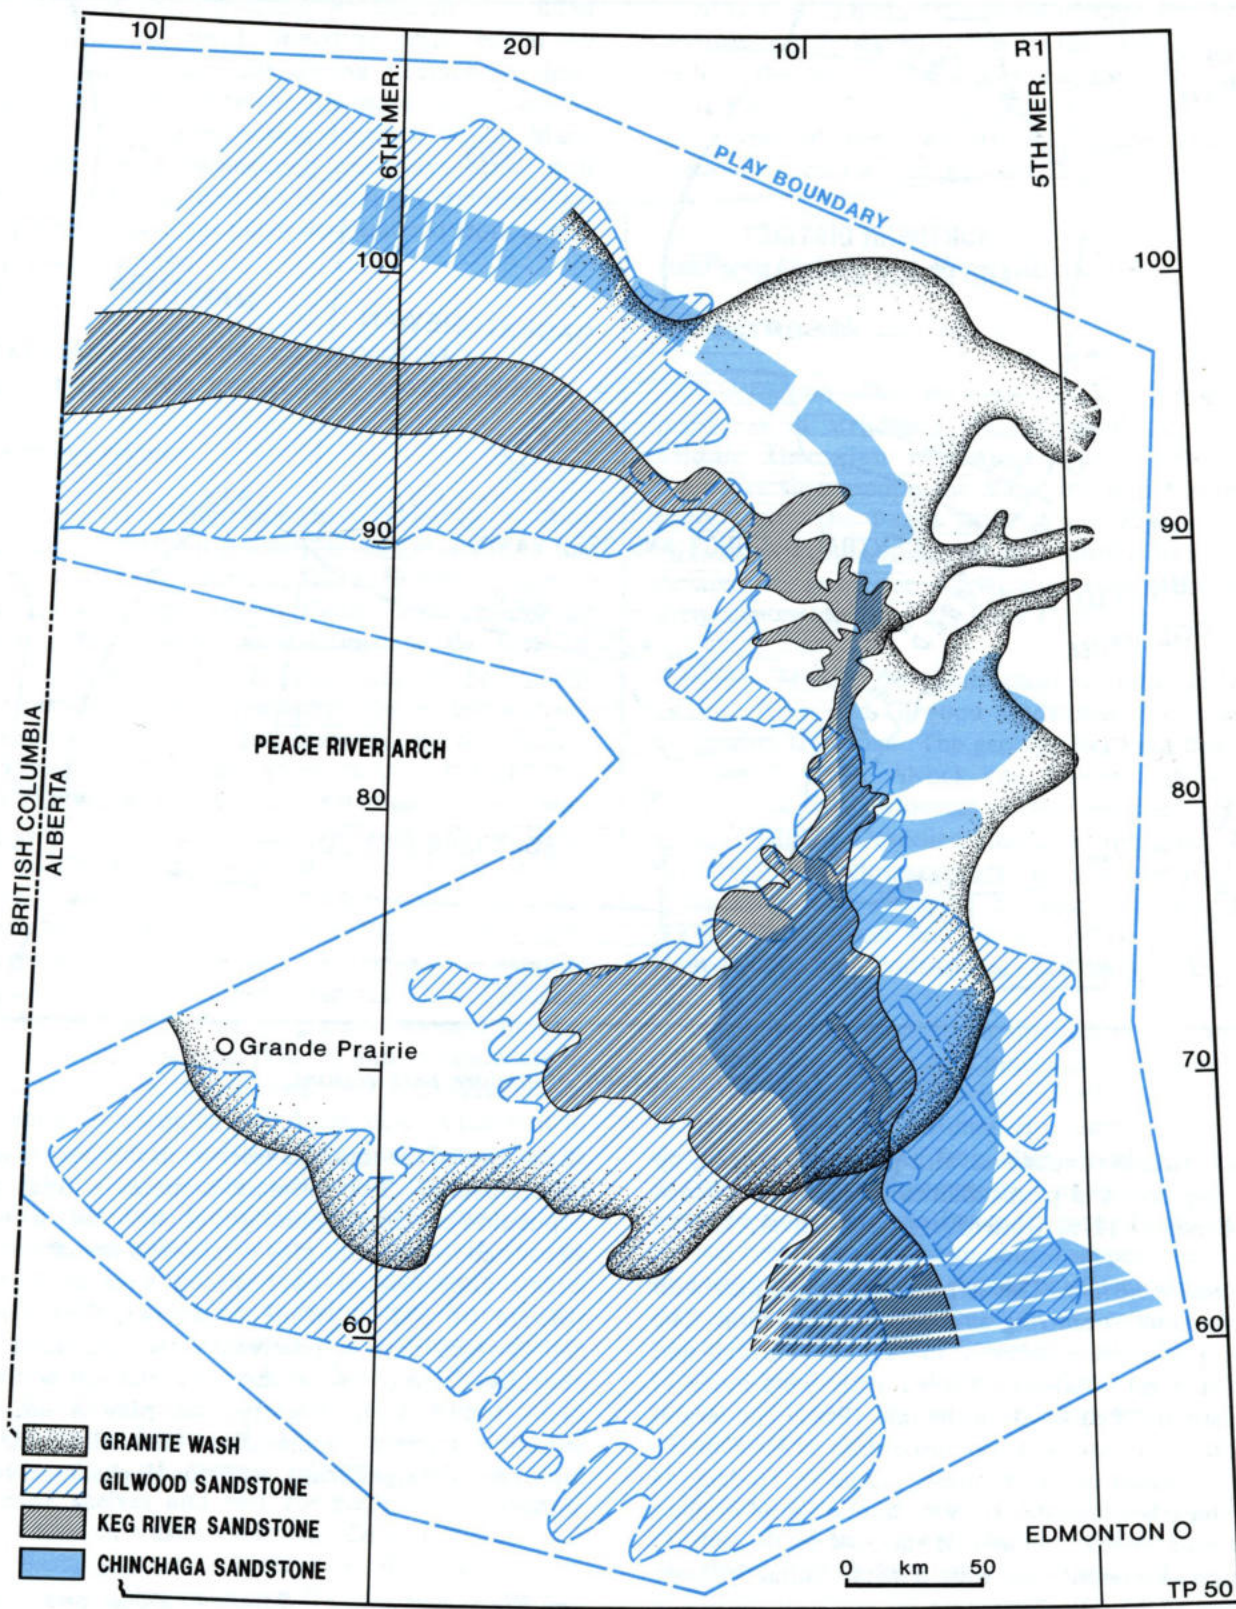 10
20
10
R1
6TH MER.
5TH MER.
PLAY BOUNDARY
100
100
90
90
BRITISH COLUMBIA
ALBERTA
PEACE RIVER ARCH
80
80
Grande Prairie
70
60
60
GRANITE WASH
GILWOOD SANDSTONE
KEG RIVER SANDSTONE
CHINCHAGA SANDSTONE
EDMONTON
0 km 50
TP 50